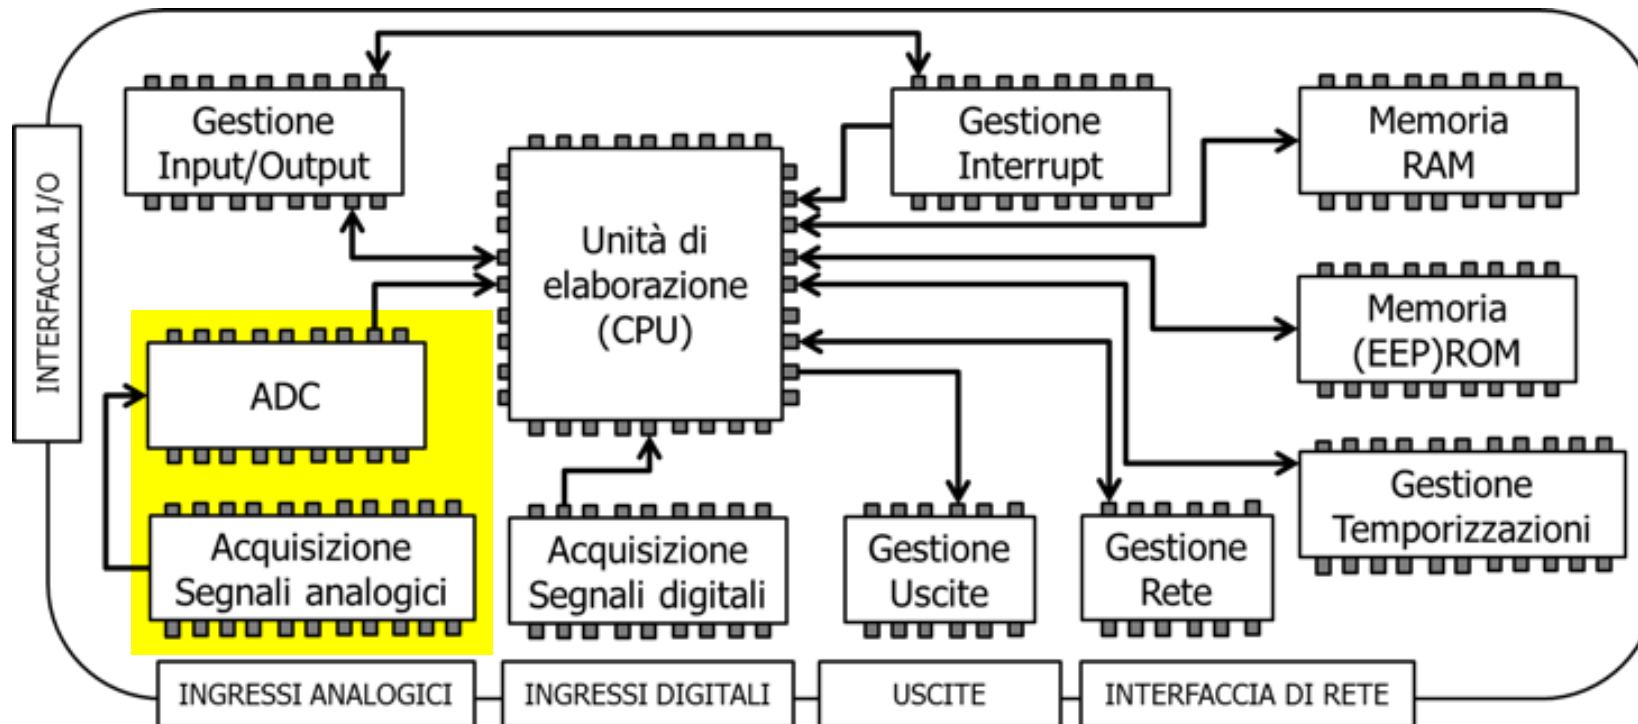 Gestione
Input/Output
Gestione
Interrupt
Memoria
RAM
INTERFACCIA I/O
Unità di
elaborazione
(CPU)
Memoria
(EEP)ROM
ADC
Gestione
Temporizzazioni
Acquisizione
Segnali analogici
Acquisizione
Segnali digitali
Gestione
Uscite
Gestione
Rete
INGRESSI ANALOGICI
INGRESSI DIGITALI
USCITE
INTERFACCIA DI RETE